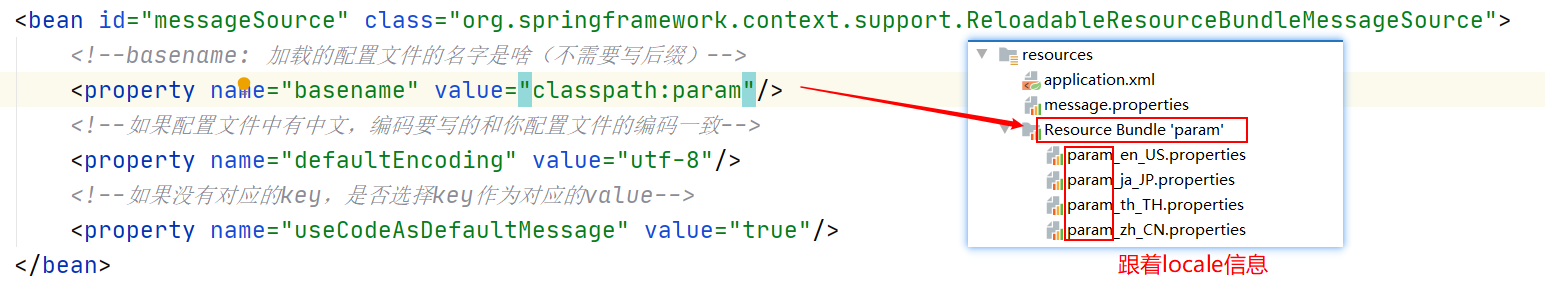 <bean id="messageSource" class="org.springframework.context.support.ReloadableResourceBundleMessageSource">
<!--basename: 加载的配置文件的名字是啥（不需要写后缀）-->
<property name="basename" value="classpath:param"/>
<!--如果配置文件中有中文，编码要写的和你配置文件的编码一致-->
<property name="defaultEncoding" value="utf-8"/>
<!--如果没有对应的key，是否选择key作为对应的value-->
<property name="useCodeAsDefaultMessage" value="true"/>
</bean>
resources
application.xml
message.properties
Resource Bundle 'param'
param_en_US.properties
param_ja_JP.properties
param_th_TH.properties
param_zh_CN.properties
跟着locale信息